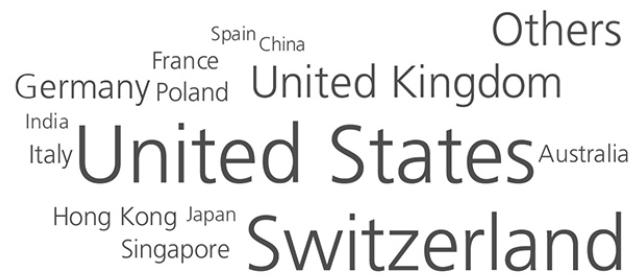 Others
Spain
China
France
Germany
Poland
United Kingdom
India
Italy
United States
Australia
Hong Kong
Japan
Singapore
Switzerland